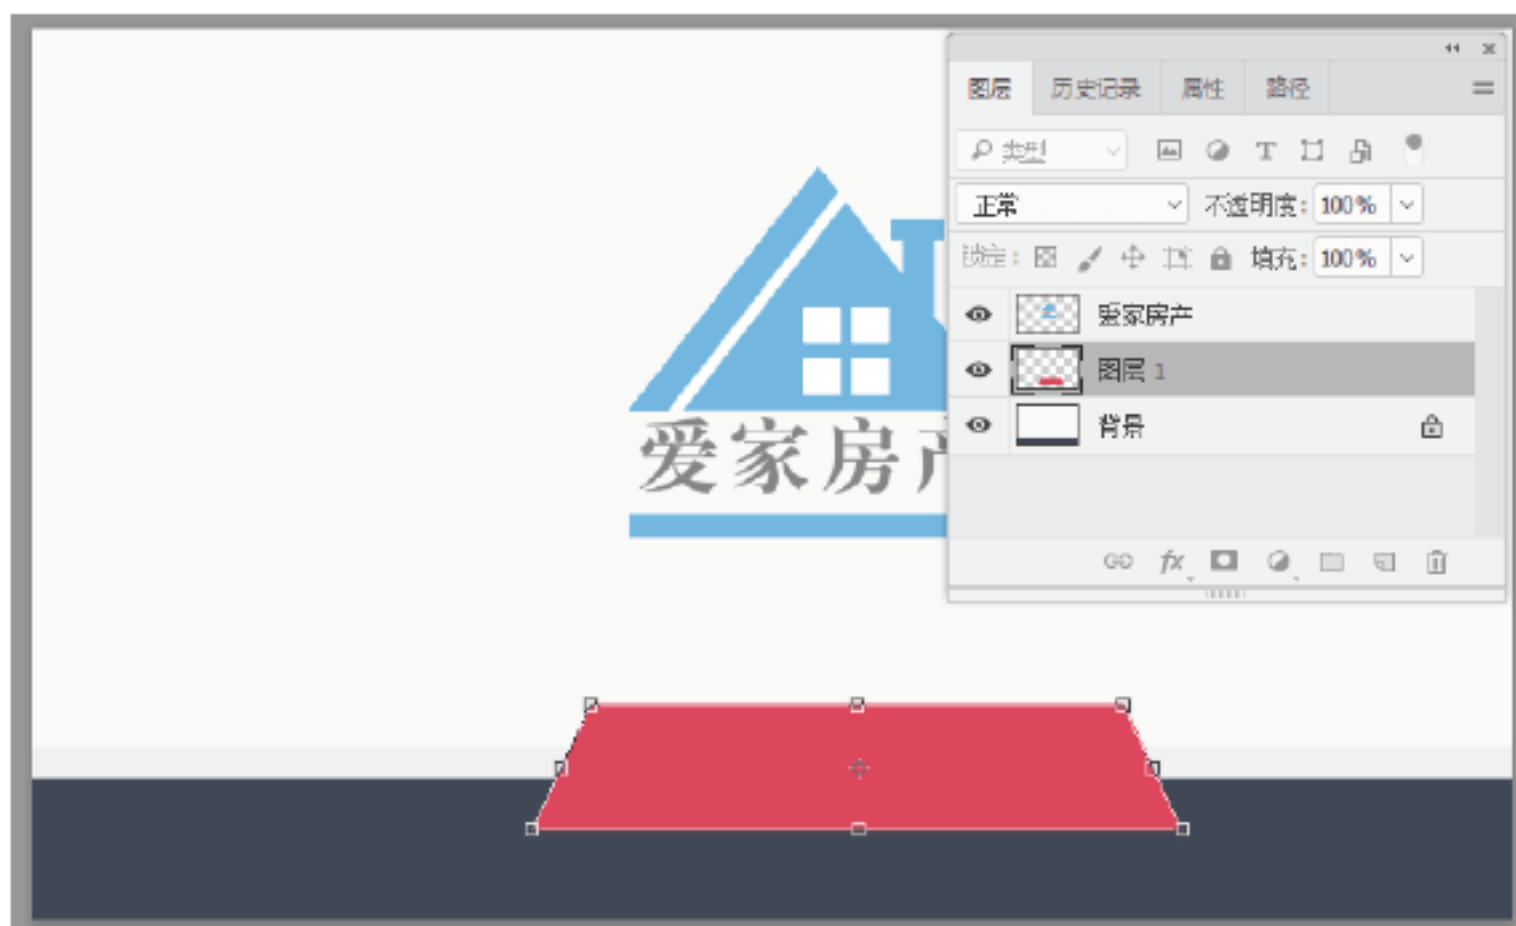 图层 历史记录 属性 路径
类型
正常 不透明度: 100%
锁定: 填充: 100%
爱家房产
图层 1
背景
爱家房产